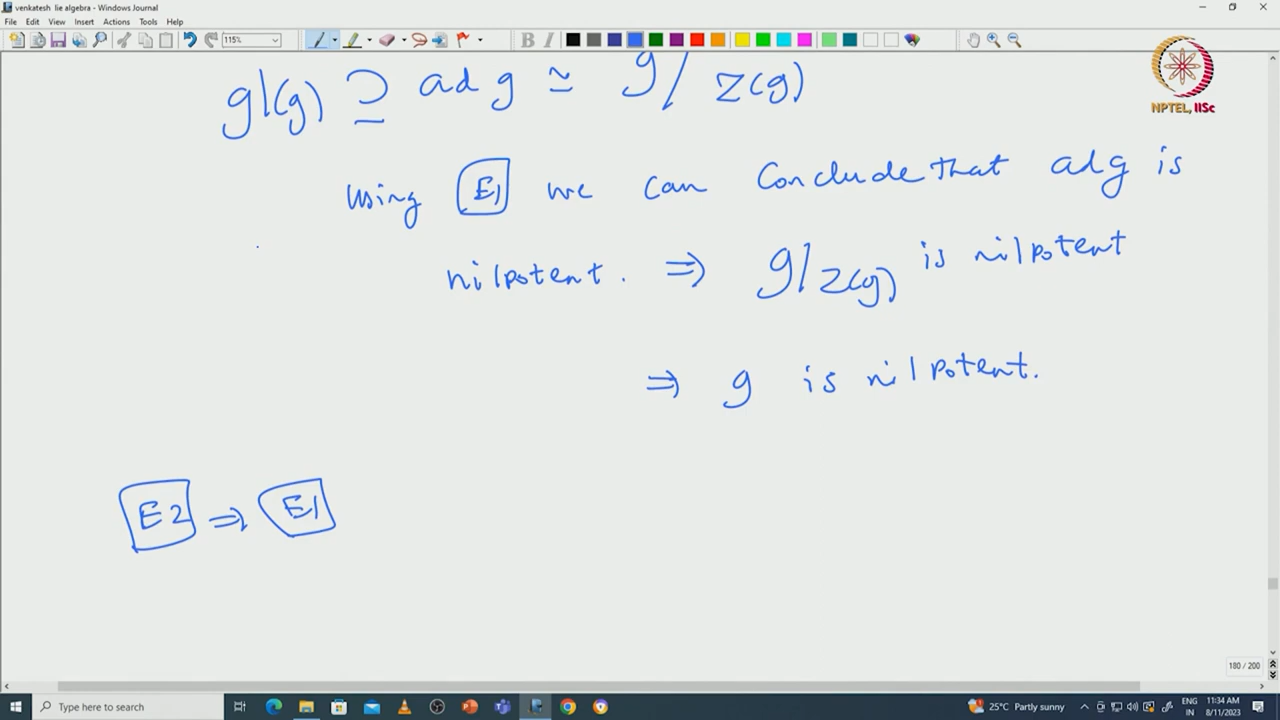 venkatesh lie algebra - Windows Journal
File Edit View Insert Actions Tools Help
115%
B I
gl(g) ⊇ ad g ≃ g/z(g)
NPTEL, IISc
using E1 we can conclude that ad g is
nilpotent. ⇒ g/z(g) is nilpotent
⇒ g is nilpotent.
E2 ⇒ E1
180 / 200
Type here to search
25°C Partly sunny
ENG
IN
11:34 AM
8/11/2023